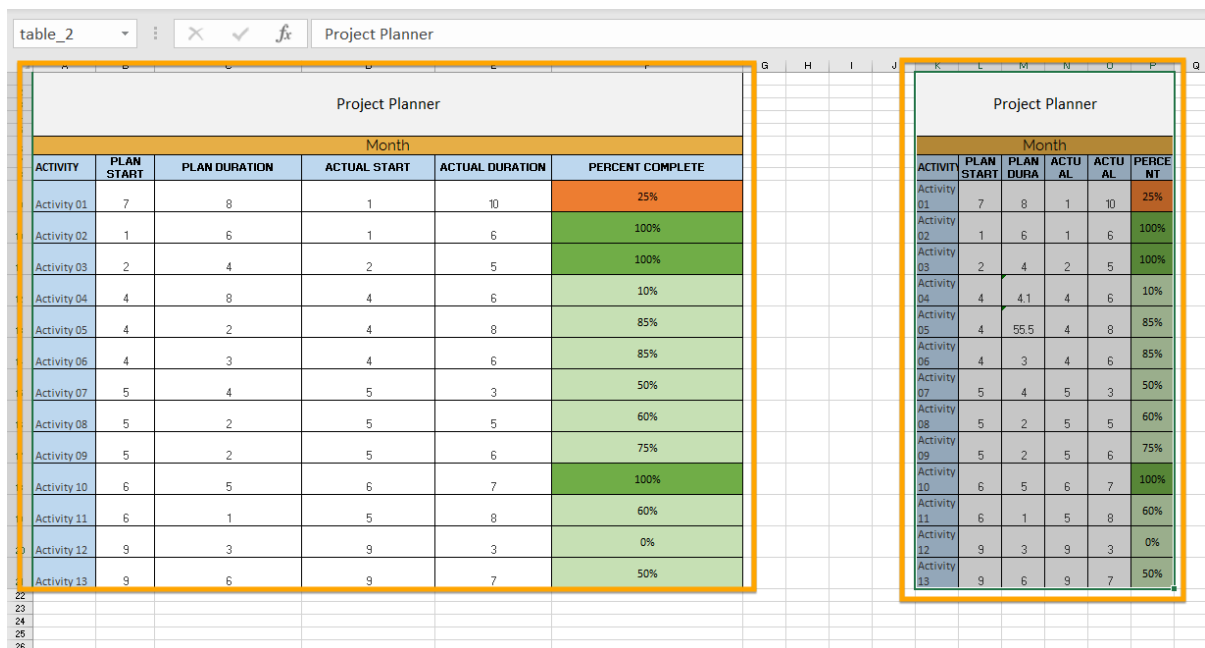 table_2 fx Project Planner
A B C D E F G H I J K L M N O P Q
Project Planner
Month
ACTIVITY PLAN START PLAN DURATION ACTUAL START ACTUAL DURATION PERCENT COMPLETE
Activity 01 7 8 1 10 25%
Activity 02 1 6 1 6 100%
Activity 03 2 4 2 5 100%
Activity 04 4 8 4 6 10%
Activity 05 4 2 4 8 85%
Activity 06 4 3 4 6 85%
Activity 07 5 4 5 3 50%
Activity 08 5 2 5 5 60%
Activity 09 5 2 5 6 75%
Activity 10 6 5 6 7 100%
Activity 11 6 1 5 8 60%
Activity 12 9 3 9 3 0%
Activity 13 9 6 9 7 50%
Project Planner
Month
ACTIVIT PLAN START PLAN DURA ACTU AL ACTU AL PERCE NT
Activity 01 7 8 1 10 25%
Activity 02 1 6 1 6 100%
Activity 03 2 4 2 5 100%
Activity 04 4 4.1 4 6 10%
Activity 05 4 55.5 4 8 85%
Activity 06 4 3 4 6 85%
Activity 07 5 4 5 3 50%
Activity 08 5 2 5 5 60%
Activity 09 5 2 5 6 75%
Activity 10 6 5 6 7 100%
Activity 11 6 1 5 8 60%
Activity 12 9 3 9 3 0%
Activity 13 9 6 9 7 50%
22
23
24
25
26